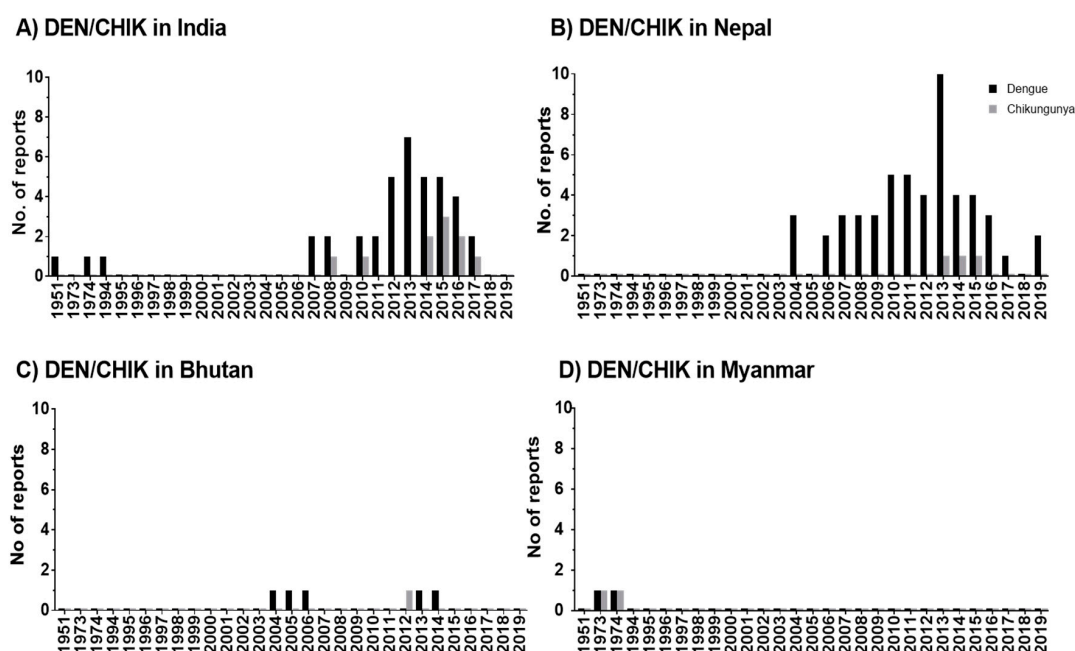 A) DEN/CHIK in India
No. of reports
10
8
6
4
2
0
1951 1973 1974 1994 1995 1996 1997 1998 1999 2000 2001 2002 2003 2004 2005 2006 2007 2008 2009 2010 2011 2012 2013 2014 2015 2016 2017 2018 2019
B) DEN/CHIK in Nepal
No. of reports
10
8
6
4
2
0
1951 1973 1974 1994 1995 1996 1997 1998 1999 2000 2001 2002 2003 2004 2005 2006 2007 2008 2009 2010 2011 2012 2013 2014 2015 2016 2017 2018 2019
Dengue
Chikungunya
C) DEN/CHIK in Bhutan
No of reports
10
8
6
4
2
0
1951 1973 1974 1994 1995 1996 1997 1998 1999 2000 2001 2002 2003 2004 2005 2006 2007 2008 2009 2010 2011 2012 2013 2014 2015 2016 2017 2018 2019
D) DEN/CHIK in Myanmar
No of reports
10
8
6
4
2
0
1951 1973 1974 1994 1995 1996 1997 1998 1999 2000 2001 2002 2003 2004 2005 2006 2007 2008 2009 2010 2011 2012 2013 2014 2015 2016 2017 2018 2019